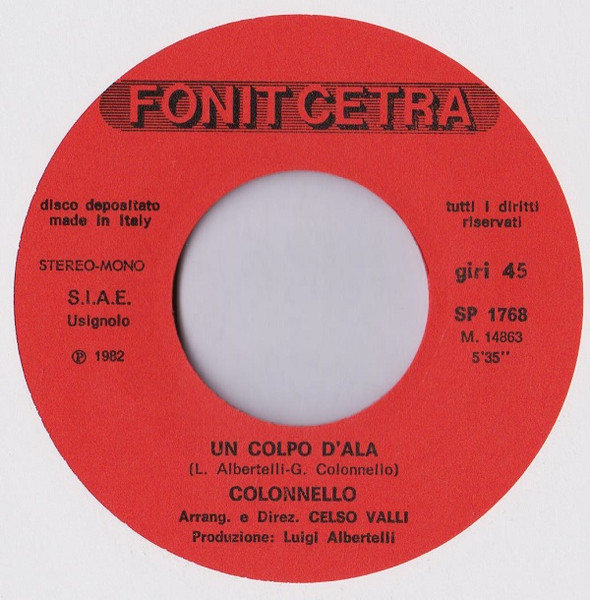 FONIT CETRA
disco depositato
made in Italy
STEREO-MONO
S.I.A.E.
Usignolo
℗ 1982
tutti i diritti
riservati
giri 45
SP 1768
M. 14863
5'35"
UN COLPO D'ALA
(L. Albertelli-G. Colonnello)
COLONNELLO
Arrang. e Direz. CELSO VALLI
Produzione: Luigi Albertelli